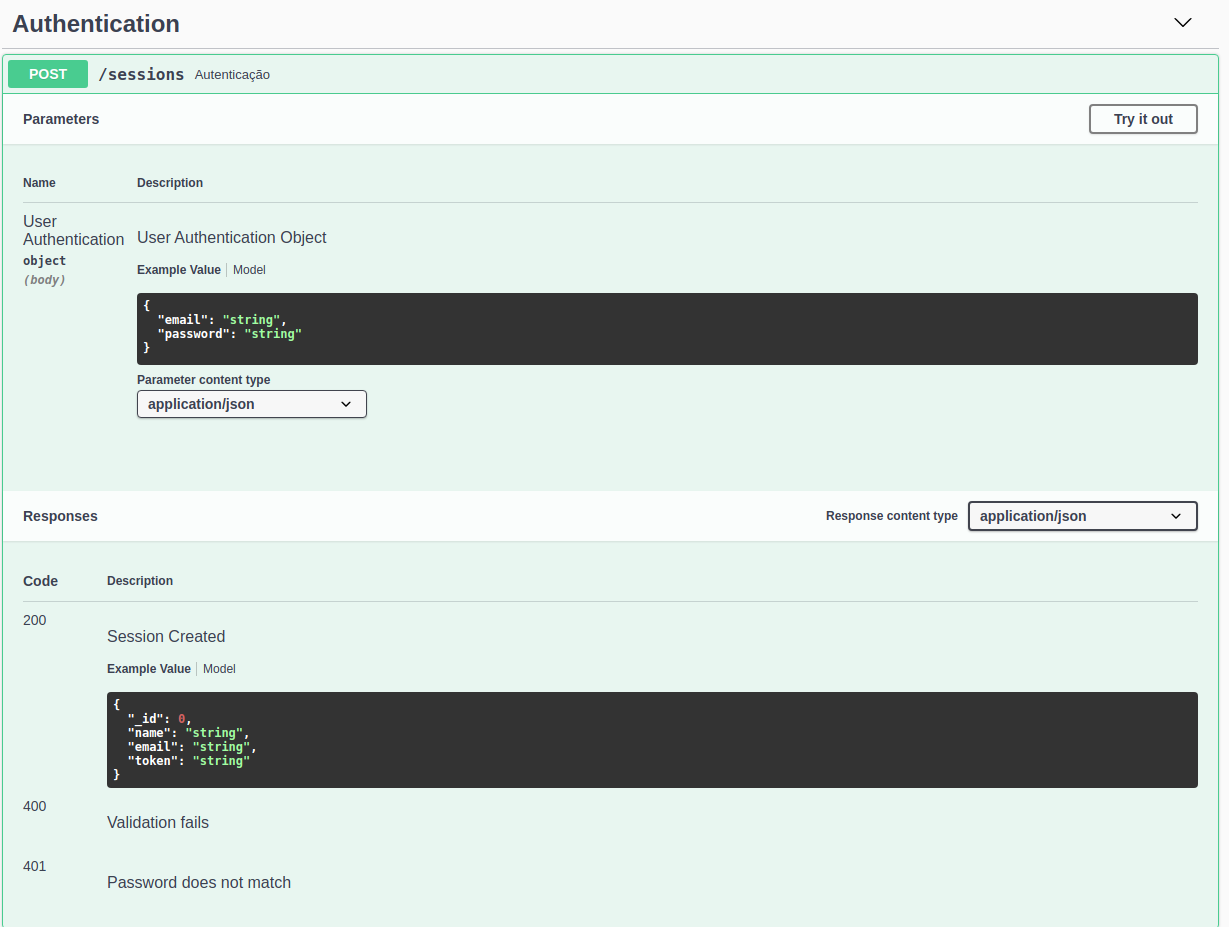 Authentication
POST /sessions Autenticação
Parameters
Try it out
Name Description
User
Authentication
object
(body)
User Authentication Object
Example Value Model
{
  "email": "string",
  "password": "string"
}
Parameter content type
application/json
Responses
Response content type application/json
Code Description
200
Session Created
Example Value Model
{
  "_id": 0,
  "name": "string",
  "email": "string",
  "token": "string"
}
400
Validation fails
401
Password does not match